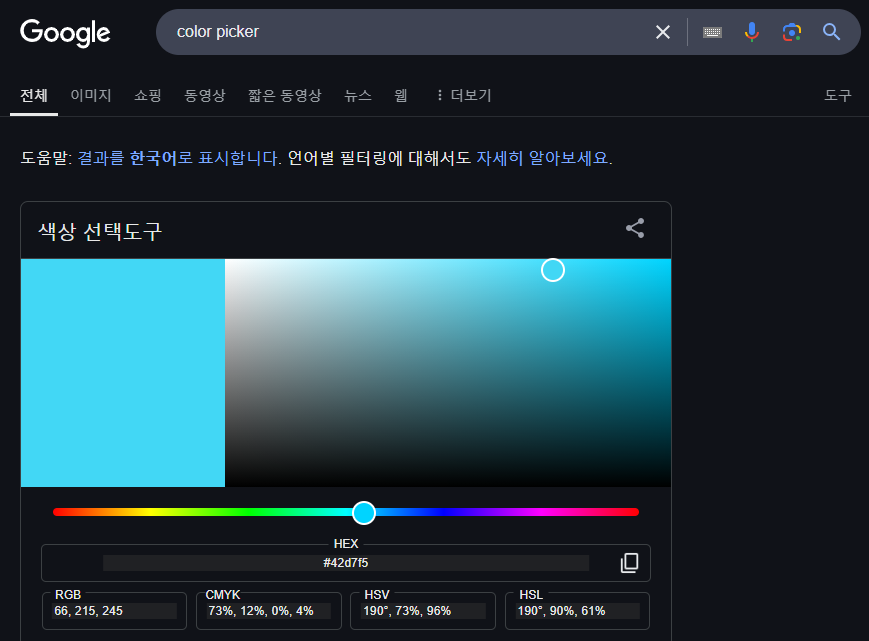 Google
color picker
전체 이미지 쇼핑 동영상 짧은 동영상 뉴스 웹 더보기 도구
도움말: 결과를 한국어로 표시합니다. 언어별 필터링에 대해서도 자세히 알아보세요.
색상 선택도구
HEX
#42d7f5
RGB
66, 215, 245
CMYK
73%, 12%, 0%, 4%
HSV
190°, 73%, 96%
HSL
190°, 90%, 61%